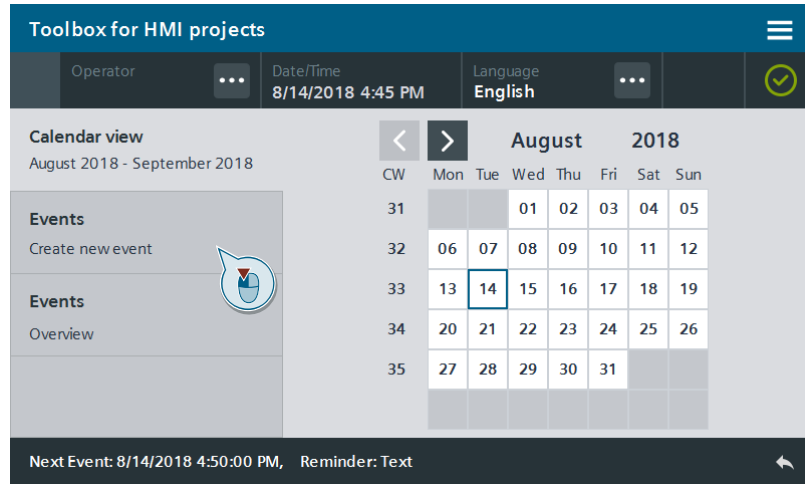 Toolbox for HMI projects
Operator
Date/Time
8/14/2018 4:45 PM
Language
English
Calendar view
August 2018 - September 2018
Events
Create new event
Events
Overview
August 2018
CW Mon Tue Wed Thu Fri Sat Sun
31 01 02 03 04 05
32 06 07 08 09 10 11 12
33 13 14 15 16 17 18 19
34 20 21 22 23 24 25 26
35 27 28 29 30 31
Next Event: 8/14/2018 4:50:00 PM, Reminder: Text